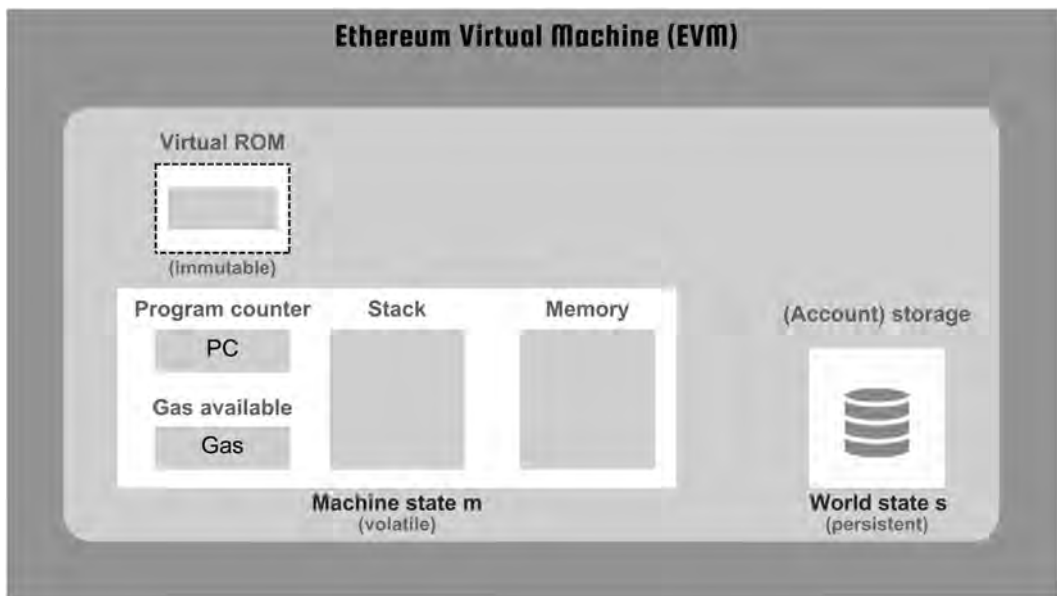 Ethereum Virtual Machine (EVM)
Virtual ROM
(immutable)
Program counter
Stack
Memory
PC
Gas available
Gas
(Account) storage
Machine state m
(volatile)
World state s
(persistent)